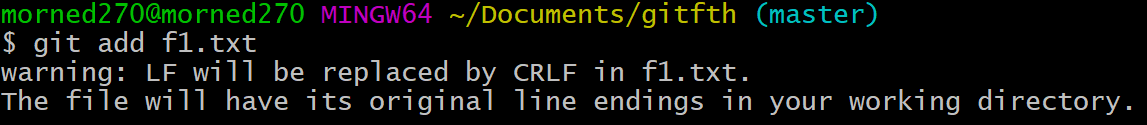 morned270@morned270 MINGW64 ~/Documents/gitfth (master)
$ git add f1.txt
warning: LF will be replaced by CRLF in f1.txt.
The file will have its original line endings in your working directory.